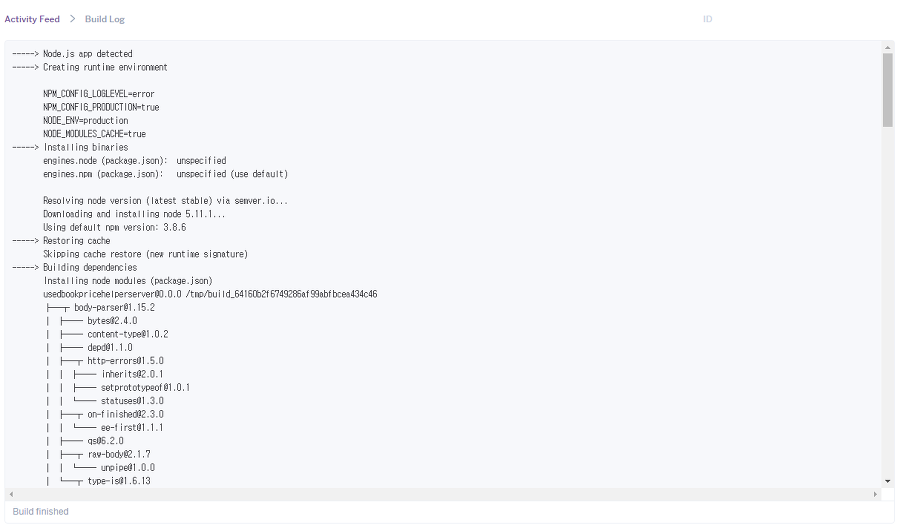 Activity Feed > Build Log
ID
-----> Node.js app detected
-----> Creating runtime environment
NPM_CONFIG_LOGLEVEL=error
NPM_CONFIG_PRODUCTION=true
NODE_ENV=production
NODE_MODULES_CACHE=true
-----> Installing binaries
engines.node (package.json):  unspecified
engines.npm (package.json):   unspecified (use default)
Resolving node version (latest stable) via semver.io...
Downloading and installing node 5.11.1...
Using default npm version: 3.8.6
-----> Restoring cache
Skipping cache restore (new runtime signature)
-----> Building dependencies
Installing node modules (package.json)
usedbookpricehelperserver@0.0.0 /tmp/build_64160b2f6749286af99abfbcea434c46
├─┬ body-parser@1.15.2
│ ├── bytes@2.4.0
│ ├── content-type@1.0.2
│ ├── depd@1.1.0
│ ├─┬ http-errors@1.5.0
│ │ ├── inherits@2.0.1
│ │ ├── setprototypeof@1.0.1
│ │ └── statuses@1.3.0
│ ├─┬ on-finished@2.3.0
│ │ └── ee-first@1.1.1
│ ├── qs@6.2.0
│ ├─┬ raw-body@2.1.7
│ │ └── unpipe@1.0.0
│ └─┬ type-is@1.6.13
Build finished